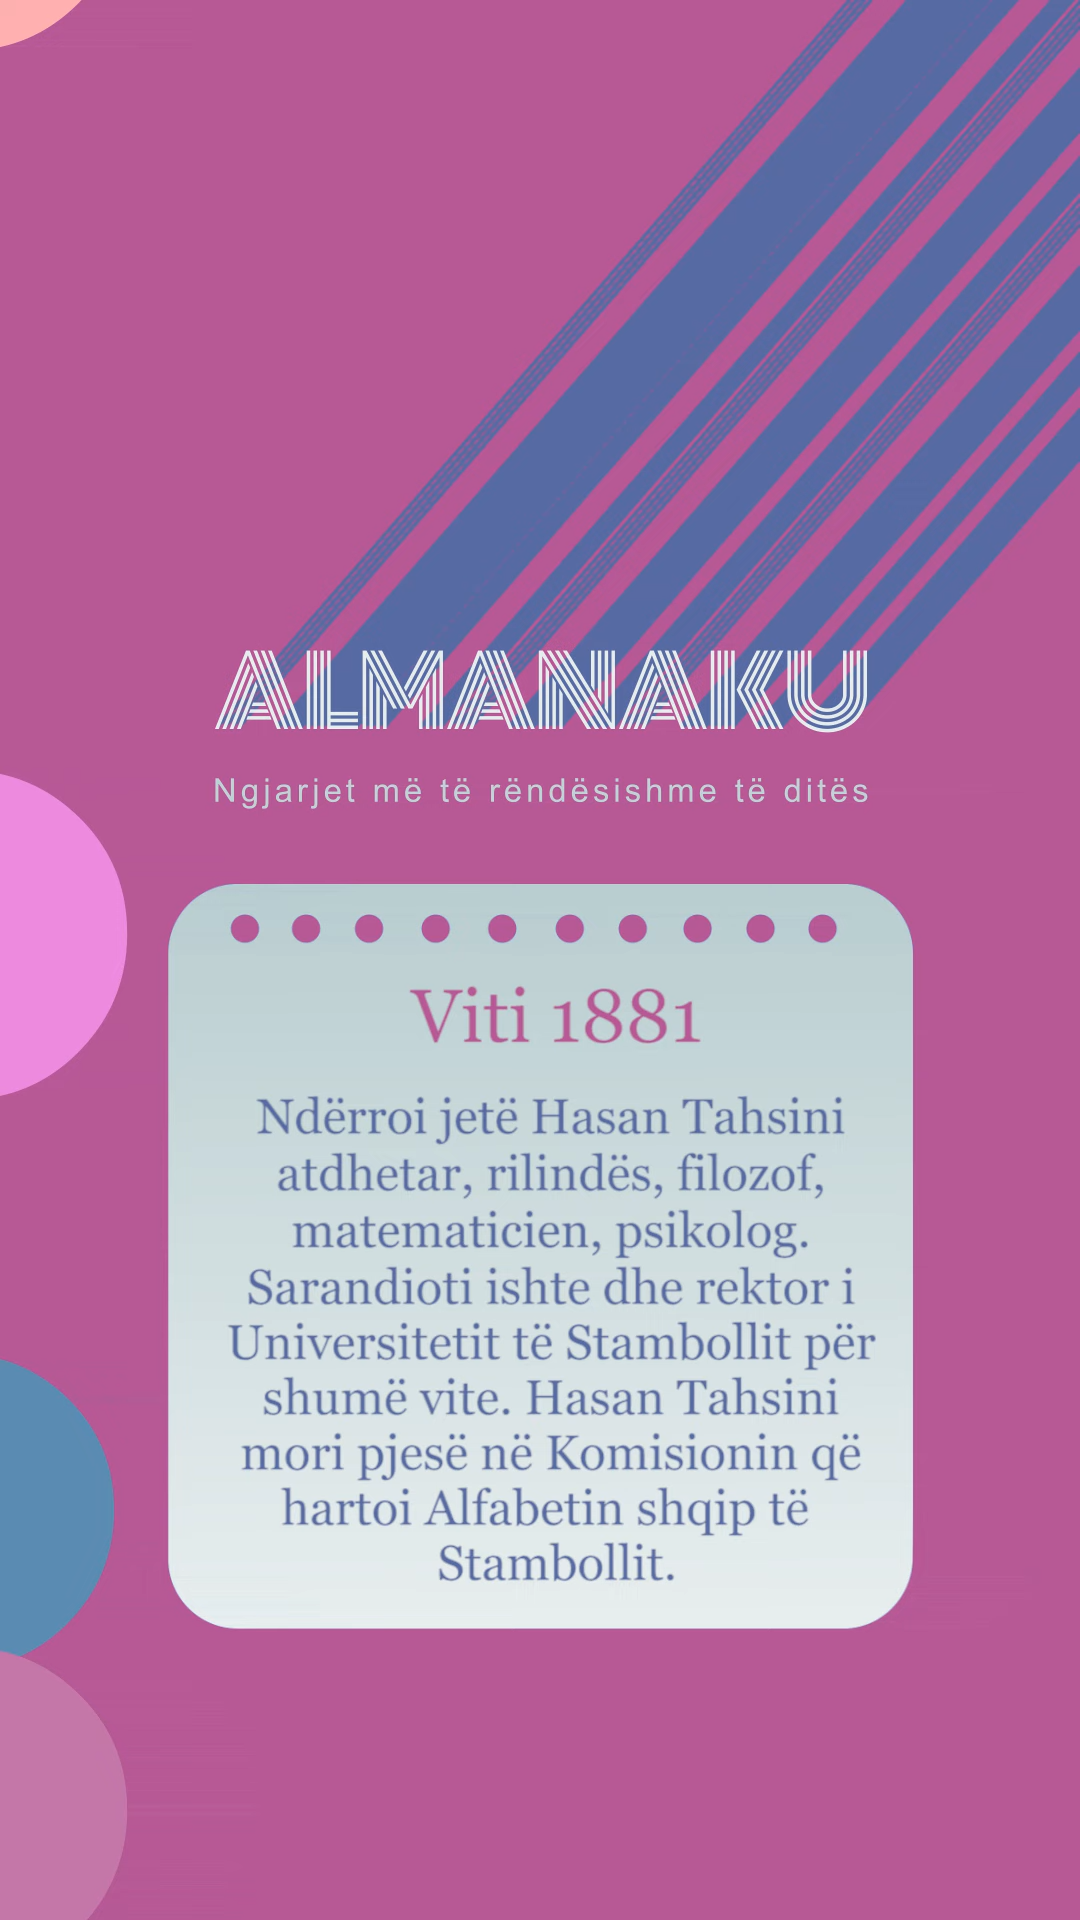 ALMANAKU
Ngjarjet më të rëndësishme të ditës
Viti 1881
Ndërroi jetë Hasan Tahsini
atdhetar, rilindës, filozof,
matematicien, psikolog.
Sarandioti ishte dhe rektor i
Universitetit të Stambollit për
shumë vite. Hasan Tahsini
mori pjesë në Komisionin që
hartoi Alfabetin shqip të
Stambollit.